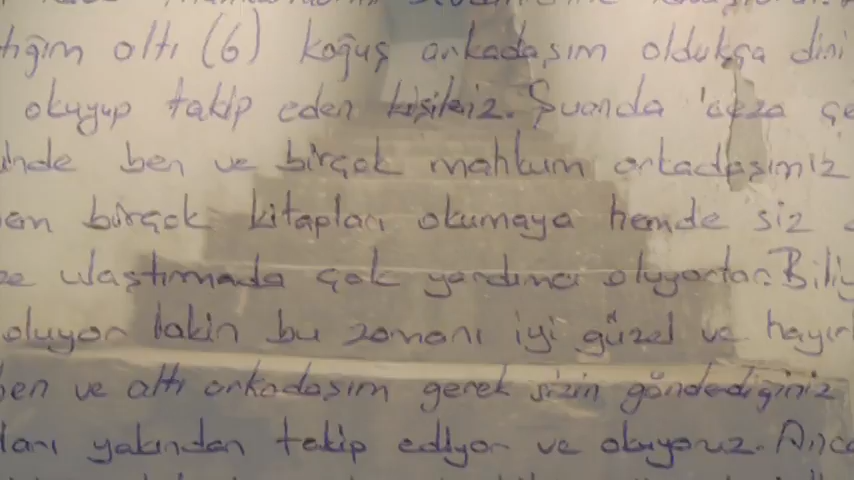 altı (6) koğuş arkadaşım oldukça dini
okuyup takip eden kişileriz. Şuanda ceza
ben ve birçok mahkum arkadaşımız
birçok kitapları okumaya hemde siz
ulaştırmada çok yardımcı oluyorlar. Bili
oluyor lakin bu zamanı iyi güzel ve hayır
ben ve altı arkadaşım gerek sizin gönderdiğiniz
ları yakından takip ediyor ve okuyoruz.